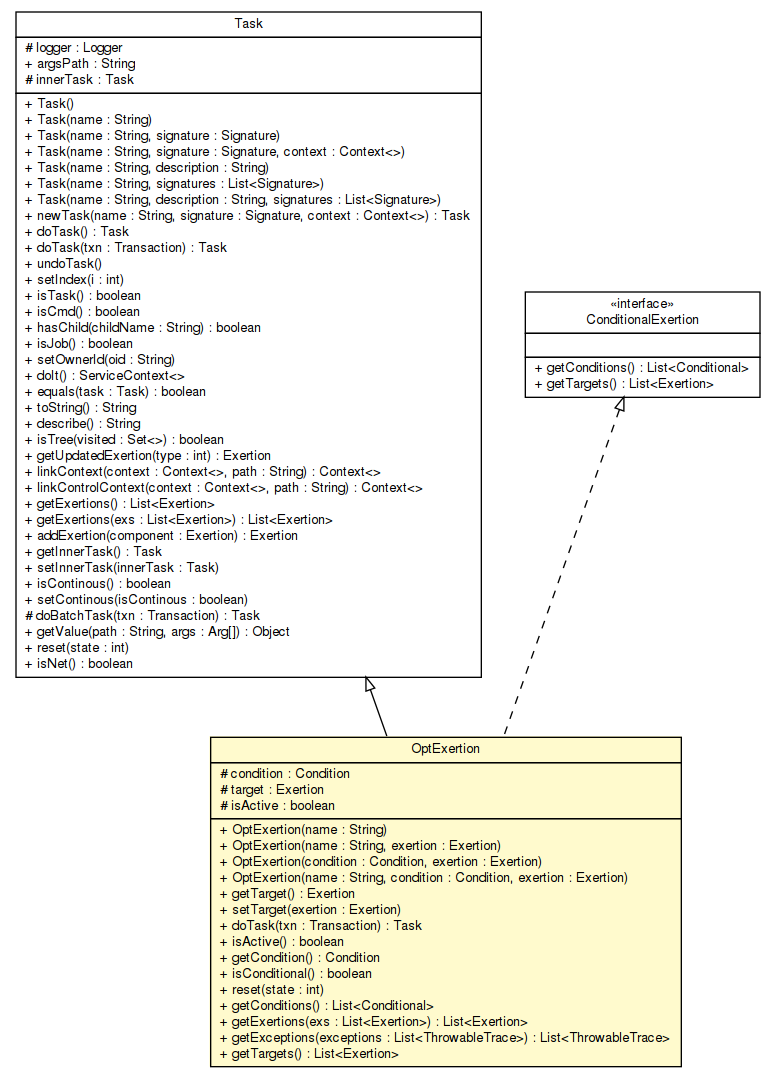 Task
# logger : Logger
+ argsPath : String
# innerTask : Task
+ Task()
+ Task(name : String)
+ Task(name : String, signature : Signature)
+ Task(name : String, signature : Signature, context : Context<>)
+ Task(name : String, description : String)
+ Task(name : String, signatures : List<Signature>)
+ Task(name : String, description : String, signatures : List<Signature>)
+ newTask(name : String, signature : Signature, context : Context<>) : Task
+ doTask() : Task
+ doTask(txn : Transaction) : Task
+ undoTask()
+ setIndex(i : int)
+ isTask() : boolean
+ isCmd() : boolean
+ hasChild(childName : String) : boolean
+ isJob() : boolean
+ setOwnerId(oid : String)
+ doIt() : ServiceContext<>
+ equals(task : Task) : boolean
+ toString() : String
+ describe() : String
+ isTree(visited : Set<>) : boolean
+ getUpdatedExertion(type : int) : Exertion
+ linkContext(context : Context<>, path : String) : Context<>
+ linkControlContext(context : Context<>, path : String) : Context<>
+ getExertions() : List<Exertion>
+ getExertions(exs : List<Exertion>) : List<Exertion>
+ addExertion(component : Exertion) : Exertion
+ getInnerTask() : Task
+ setInnerTask(innerTask : Task)
+ isContinous() : boolean
+ setContinous(isContinous : boolean)
# doBatchTask(txn : Transaction) : Task
+ getValue(path : String, args : Arg[]) : Object
+ reset(state : int)
+ isNet() : boolean
«interface»
ConditionalExertion
+ getConditions() : List<Conditional>
+ getTargets() : List<Exertion>
OptExertion
# condition : Condition
# target : Exertion
# isActive : boolean
+ OptExertion(name : String)
+ OptExertion(name : String, exertion : Exertion)
+ OptExertion(condition : Condition, exertion : Exertion)
+ OptExertion(name : String, condition : Condition, exertion : Exertion)
+ getTarget() : Exertion
+ setTarget(exertion : Exertion)
+ doTask(txn : Transaction) : Task
+ isActive() : boolean
+ getCondition() : Condition
+ isConditional() : boolean
+ reset(state : int)
+ getConditions() : List<Conditional>
+ getExertions(exs : List<Exertion>) : List<Exertion>
+ getExceptions(exceptions : List<ThrowableTrace>) : List<ThrowableTrace>
+ getTargets() : List<Exertion>